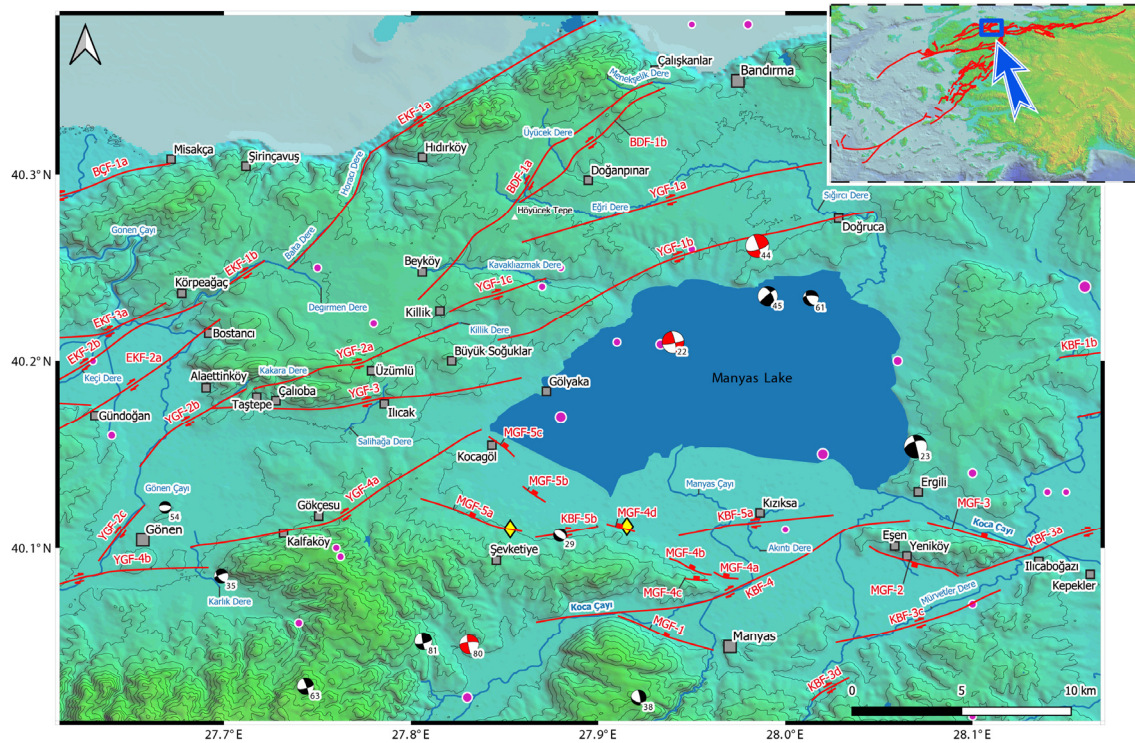 Çalışkanlar
Bandırma
Menekşelik Dere
EKF-1a
Üyücek Dere
BDF-1b
Hıdırköy
Misakça
Şirinçavuş
BÇF-1a
Horacı Dere
BDF-1a
Doğanpınar
40.3°N
YGF-1a
Sığırcı Dere
Eğri Dere
Höyücek Tepe
Doğruca
Gönen Çayı
Balta Dere
YGF-1b
44
EKF-1b
Beyköy
Kavaklıazmak Dere
Körpeağaç
YGF-1c
45
61
Değirmen Dere
Killik
EKF-3a
Bostancı
Killik Dere
22
KBF-1b
EKF-2b
EKF-2a
YGF-2a
Büyük Soğuklar
40.2°N
Keçi Dere
Kakara Dere
Üzümlü
Manyas Lake
Alaettinköy
Çalıoba
YGF-3
Gölyaka
Taştepe
Ilıcak
Gündoğan
YGF-2b
Salihağa Dere
MGF-5c
Kocagöl
23
Ergili
MGF-5b
Manyas Çayı
Gönen Çayı
YGF-4a
Gökçesu
MGF-5a
Kızıksa
MGF-3
54
KBF-5b
MGF-4d
KBF-5a
Koca Çayı
YGF-2c
Gönen
Kalfaköy
29
Akıntı Dere
Eşen
KBF-3a
40.1°N
Şevketiye
MGF-4b
Yeniköy
YGF-4b
MGF-4a
Ilıcaboğazı
35
MGF-4c
KBF-4
MGF-2
Kepekler
Karlık Dere
Koca Çayı
Mürvetler Dere
KBF-3c
MGF-1
81
80
Manyas
63
38
KBF-3d
0 5 10 km
27.7°E 27.8°E 27.9°E 28.0°E 28.1°E